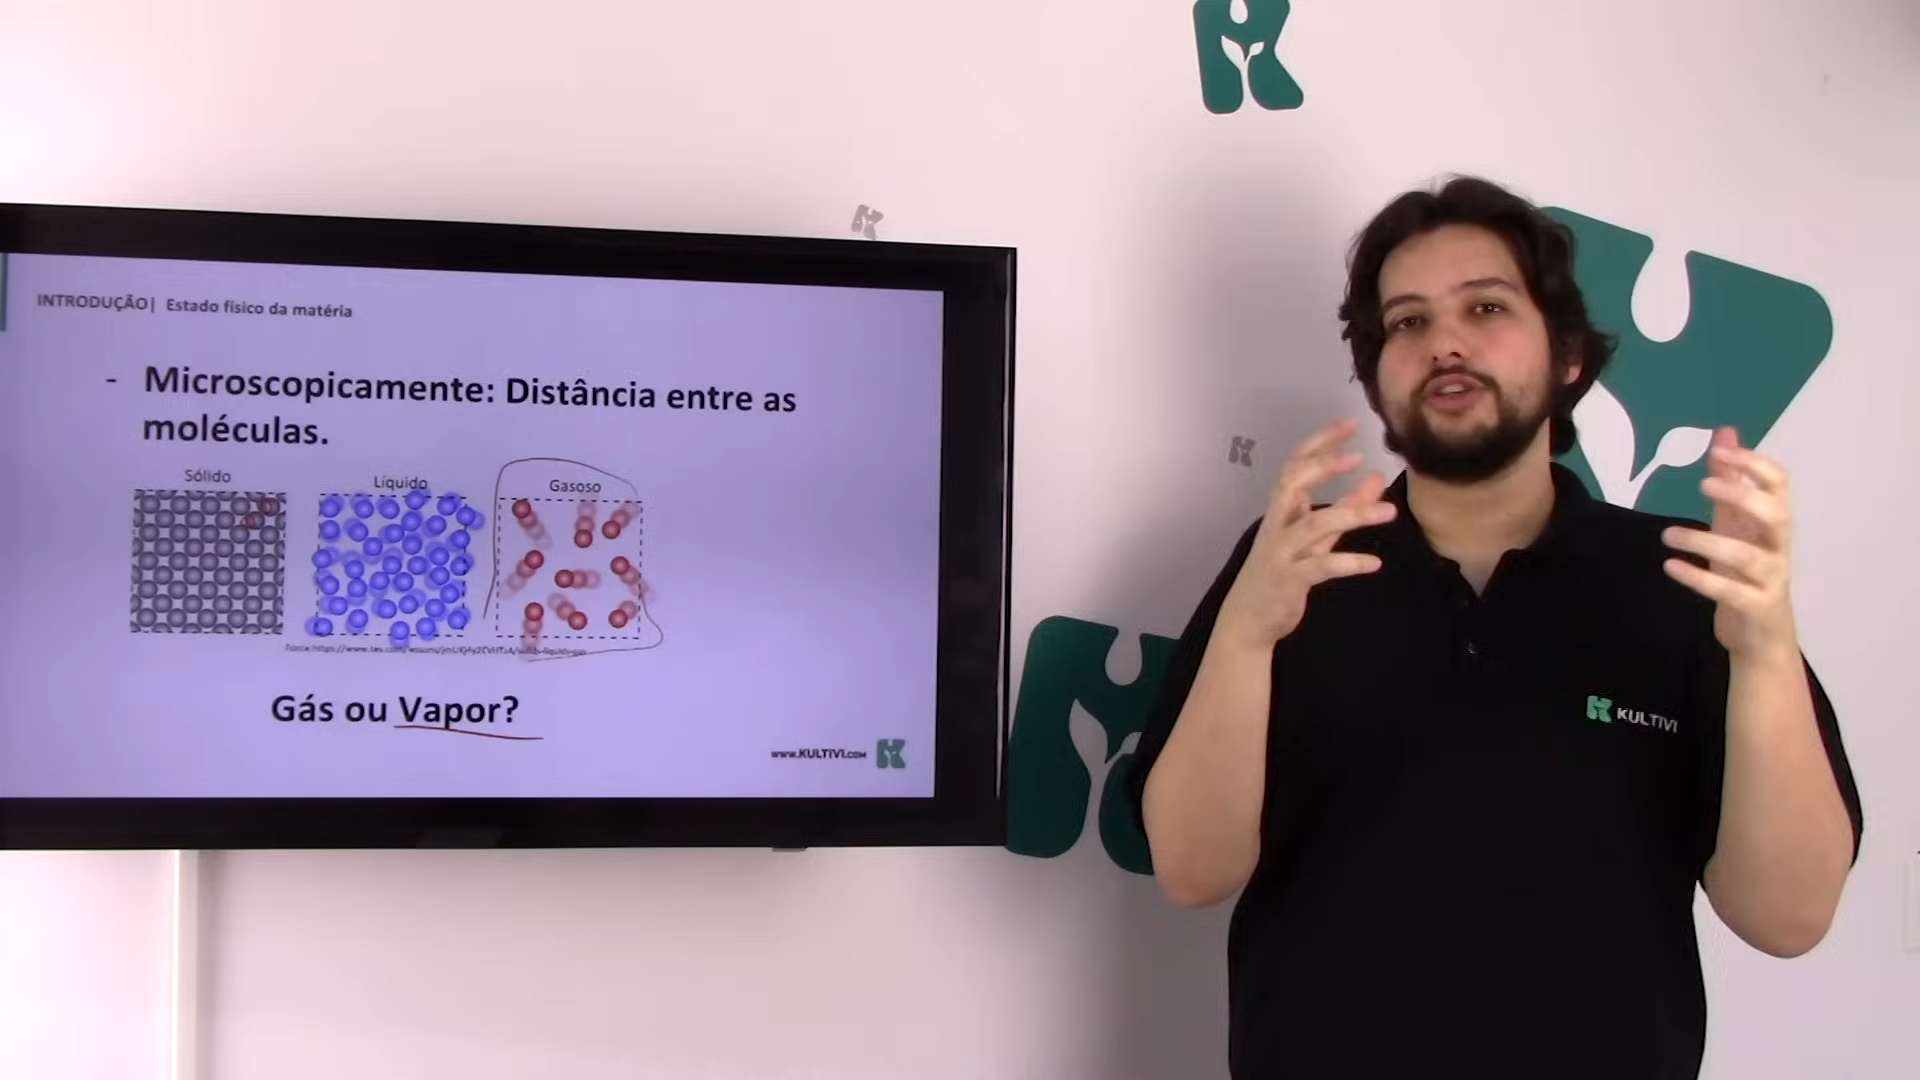 INTRODUÇÃO| Estado físico da matéria
- Microscopicamente: Distância entre as
moléculas.
Sólido
Líquido
Gasoso
Gás ou Vapor?
www.KULTIVI.com
KULTIVI